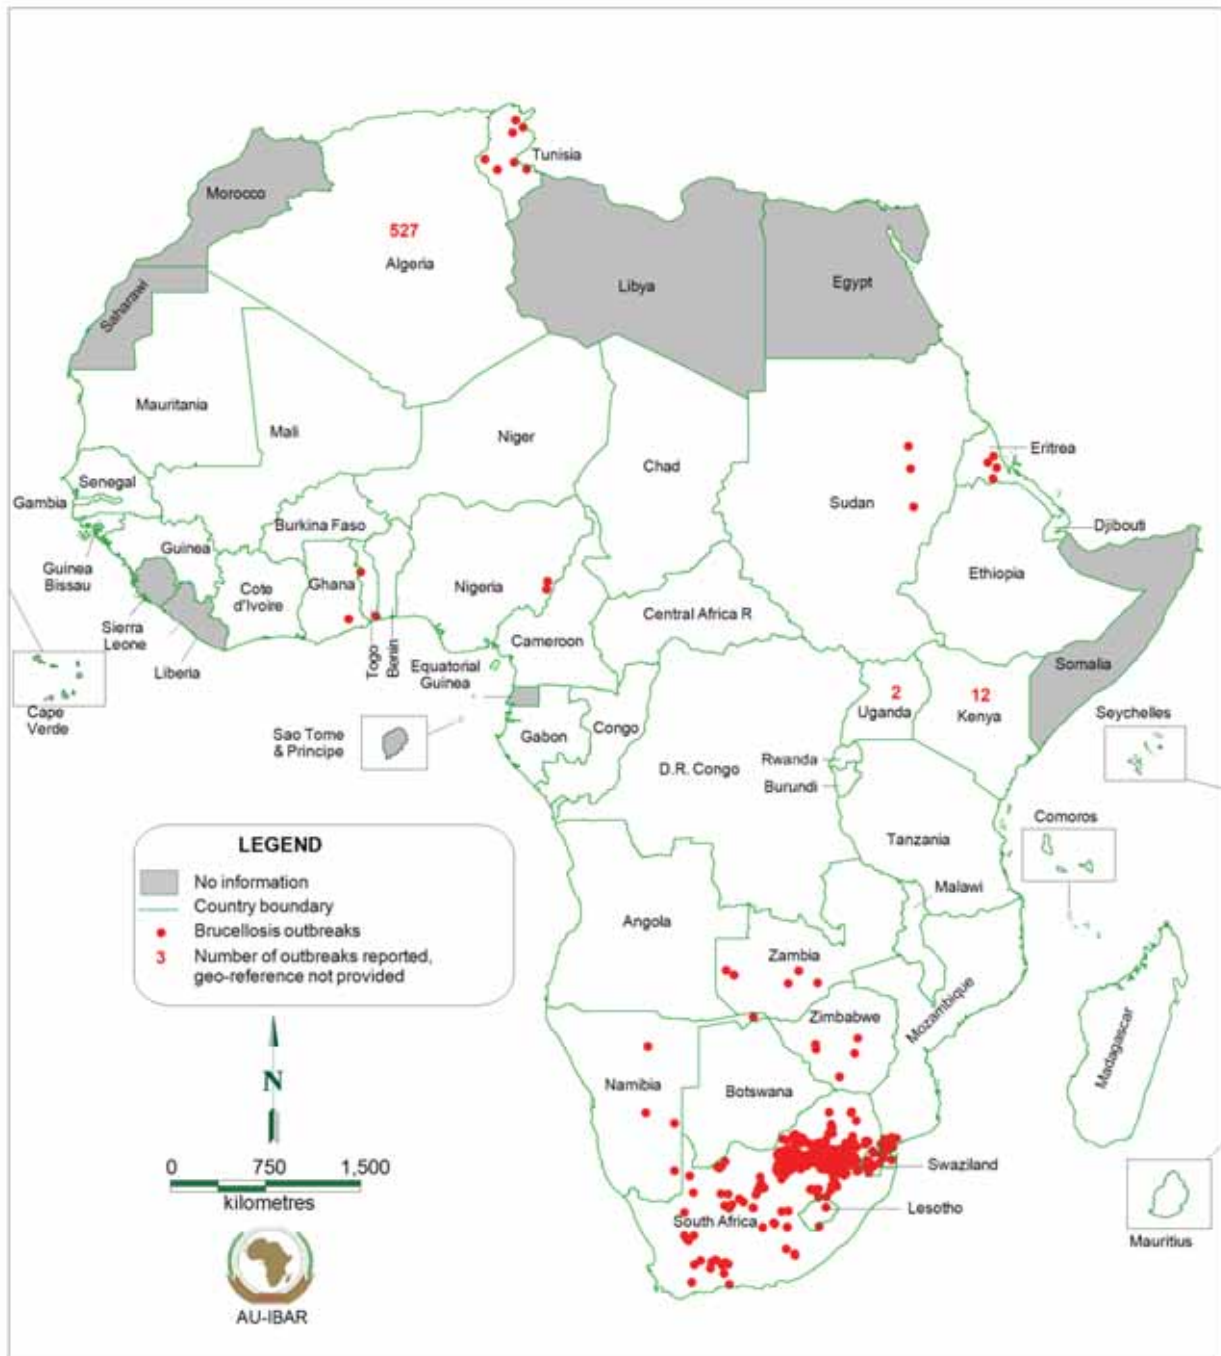 Tunisia
Morocco
527
Algeria
Libya
Egypt
Saharawi
Mauritania
Mali
Niger
Chad
Sudan
Eritrea
Senegal
Gambia
Burkina Faso
Djibouti
Guinea
Guinea
Bissau
Cote
d'Ivoire
Ghana
Nigeria
Ethiopia
Central Africa R
Sierra
Leone
Liberia
Togo
Benin
Cameroon
Equatorial
Guinea
Somalia
2
Uganda
12
Kenya
Cape
Verde
Sao Tome
& Principe
Gabon
Congo
Seychelles
D.R. Congo
Rwanda
Burundi
Comoros
Tanzania
Malawi
LEGEND
No information
Country boundary
Brucellosis outbreaks
3 Number of outbreaks reported,
geo-reference not provided
Angola
Zambia
Mozambique
Zimbabwe
Madagascar
N
Namibia
Botswana
0 750 1,500
kilometres
Swaziland
Lesotho
South Africa
Mauritius
AU-IBAR